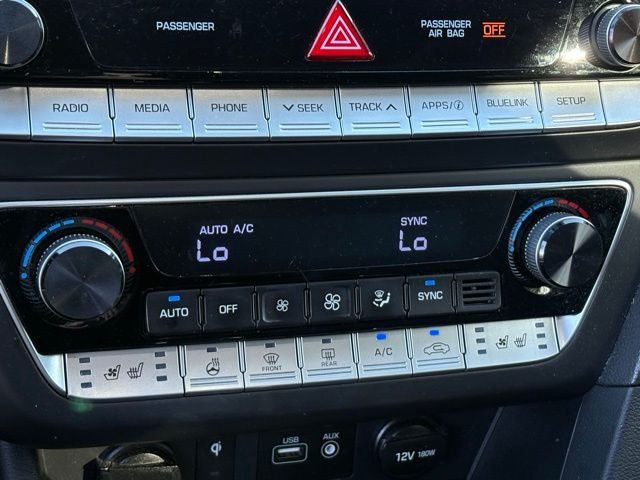 PASSENGER
PASSENGER
AIR BAG OFF
RADIO MEDIA PHONE SEEK TRACK APPS/i BLUELINK SETUP
AUTO A/C SYNC
Lo Lo
AUTO OFF SYNC
FRONT REAR A/C
qi USB AUX
12V 180W